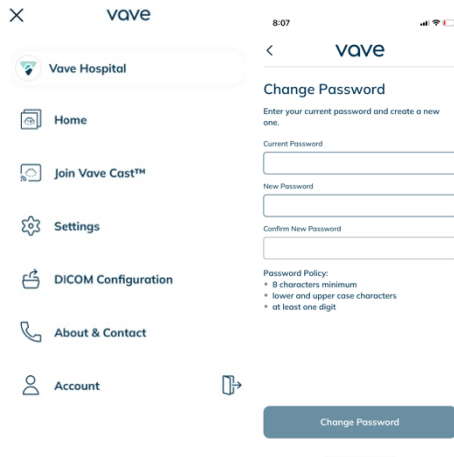 vave
Vave Hospital
Home
Join Vave Cast™
Settings
DICOM Configuration
About & Contact
Account
8:07
vave
Change Password
Enter your current password and create a new
one.
Current Password
New Password
Confirm New Password
Password Policy:
• 8 characters minimum
• lower and upper case characters
• at least one digit
Change Password